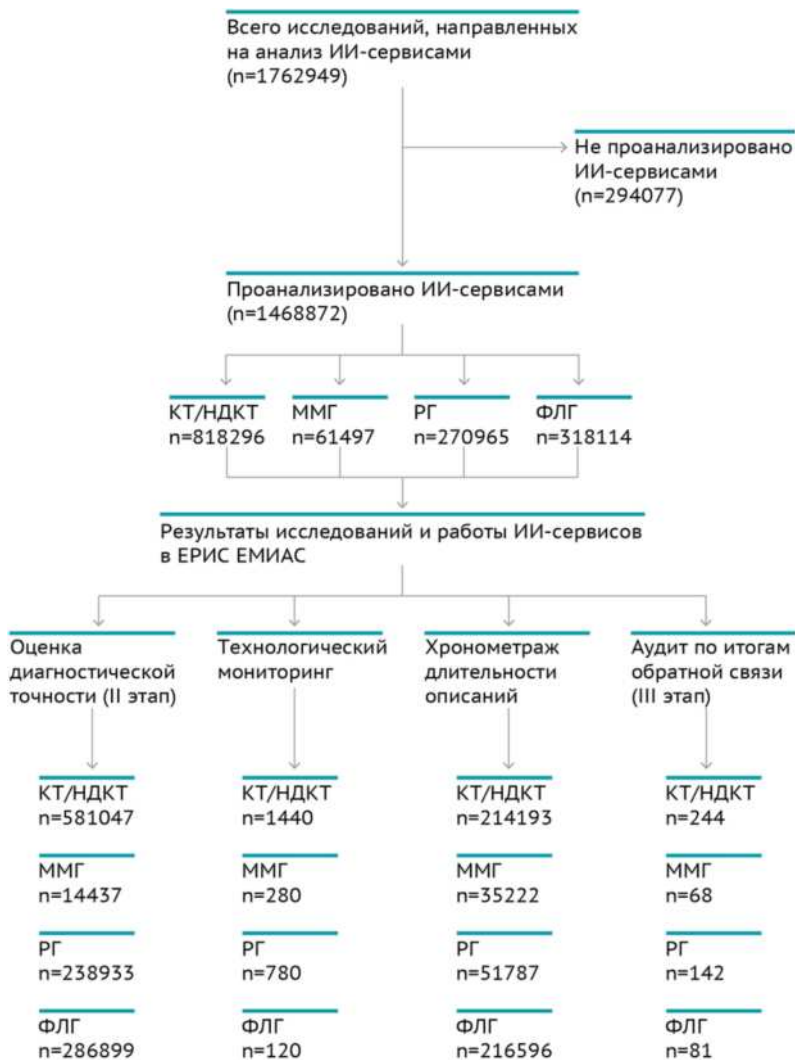 Всего исследований, направленных
на анализ ИИ-сервисами
(n=1762949)
Не проанализировано
ИИ-сервисами
(n=294077)
Проанализировано ИИ-сервисами
(n=1468872)
КТ/НДКТ
n=818296
ММГ
n=61497
РГ
n=270965
ФЛГ
n=318114
Результаты исследований и работы ИИ-сервисов
в ЕРИС ЕМИАС
Оценка
диагностической
точности (II этап)
КТ/НДКТ
n=581047
ММГ
n=14437
РГ
n=238933
ФЛГ
n=286899
Технологический
мониторинг
КТ/НДКТ
n=1440
ММГ
n=280
РГ
n=780
ФЛГ
n=120
Хронометраж
длительности
описаний
КТ/НДКТ
n=214193
ММГ
n=35222
РГ
n=51787
ФЛГ
n=216596
Аудит по итогам
обратной связи
(III этап)
КТ/НДКТ
n=244
ММГ
n=68
РГ
n=142
ФЛГ
n=81